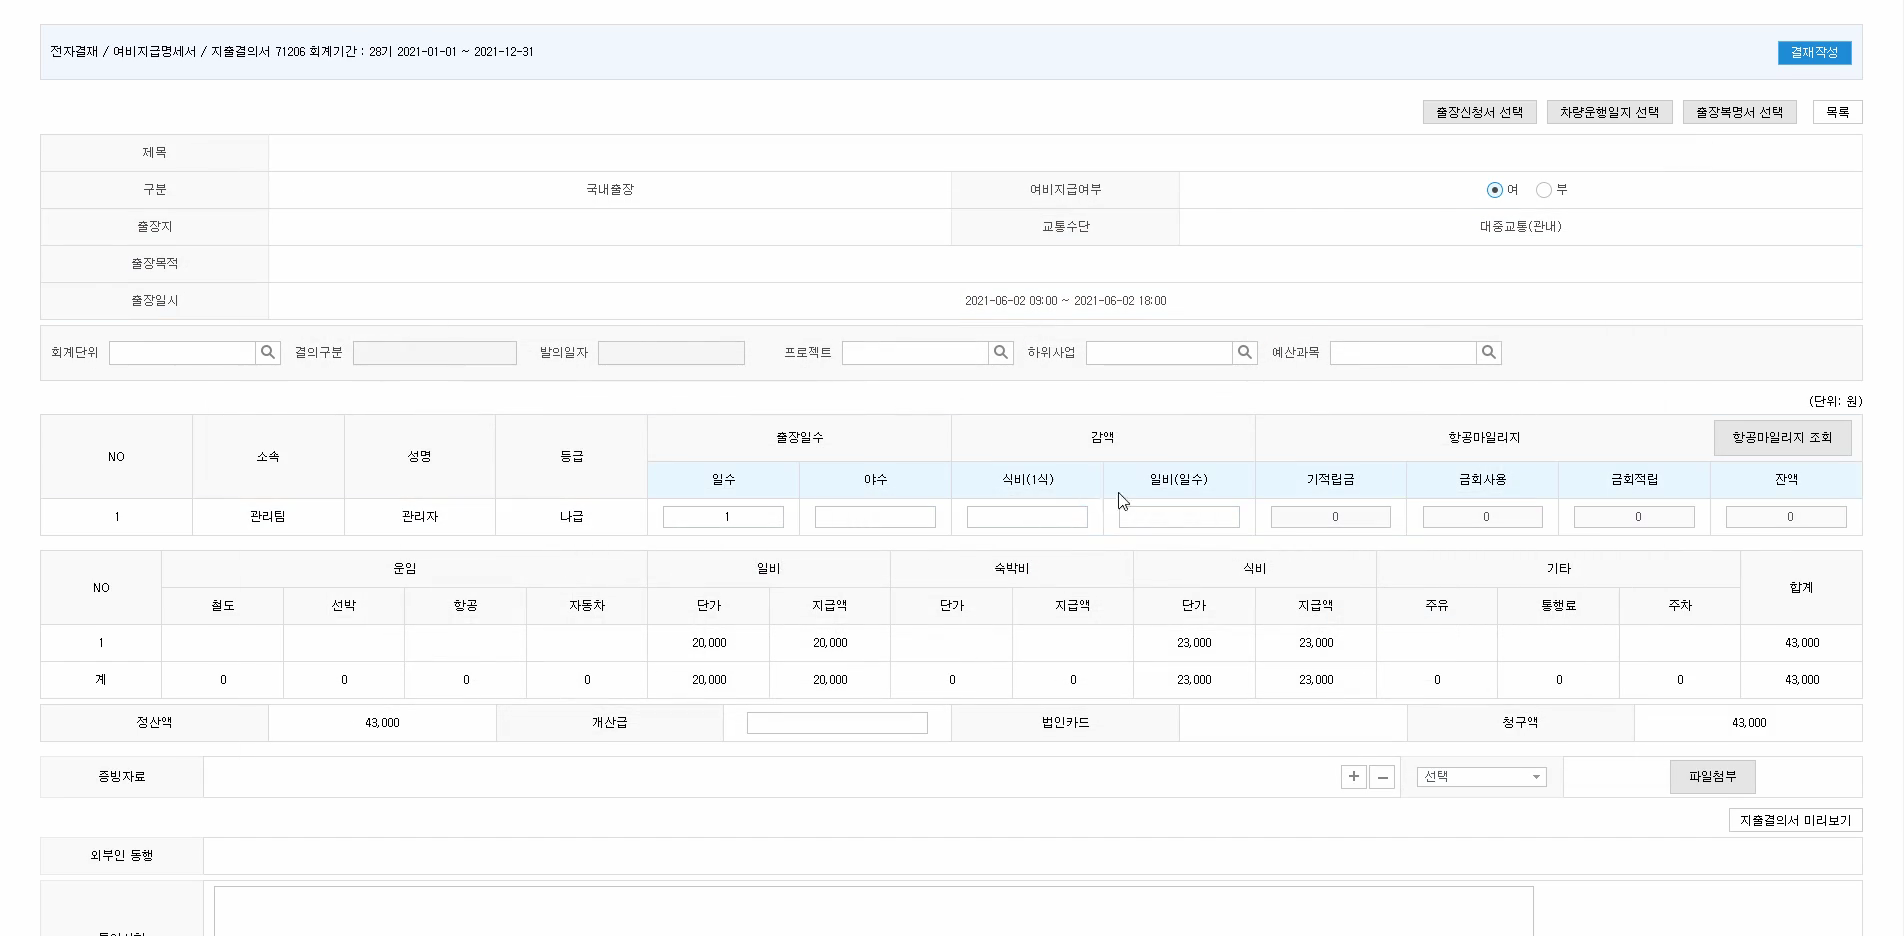 전자결재 / 여비지급명세서 / 지출결의서 71206 회계기간 : 28기 2021-01-01 ~ 2021-12-31
결재작성
출장신청서 선택 차량운행일지 선택 출장복명서 선택 목록
제목
구분 국내출장 여비지급여부 여 부
출장지 교통수단 대중교통(관내)
출장목적
출장일시 2021-06-02 09:00 ~ 2021-06-02 18:00
회계단위 결의구분 발의일자 프로젝트 하위사업 예산과목
(단위: 원)
NO 소속 성명 등급 출장일수 감액 항공마일리지 항공마일리지 조회
일수 야수 식비(1식) 일비(일수) 기적립금 금회사용 금회적립 잔액
1 관리팀 관리자 나급 1 0 0 0 0
NO 운임 일비 숙박비 식비 기타 합계
철도 선박 항공 자동차 단가 지급액 단가 지급액 단가 지급액 주유 통행료 주차
1 20,000 20,000 23,000 23,000 43,000
계 0 0 0 0 20,000 20,000 0 0 23,000 23,000 0 0 0 43,000
정산액 43,000 개산급 법인카드 청구액 43,000
증빙자료 + - 선택 파일첨부
지출결의서 미리보기
외부인 동행